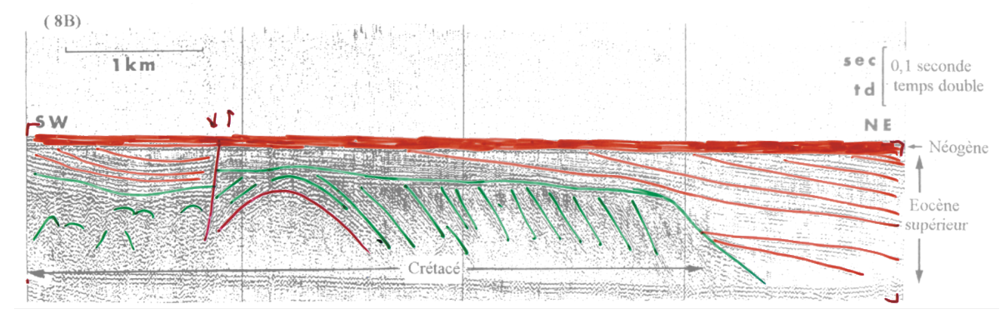 ( 8B)
1 km
sec
td
0,1 seconde
temps double
SW
NE
Néogène
Eocène
supérieur
Crétacé